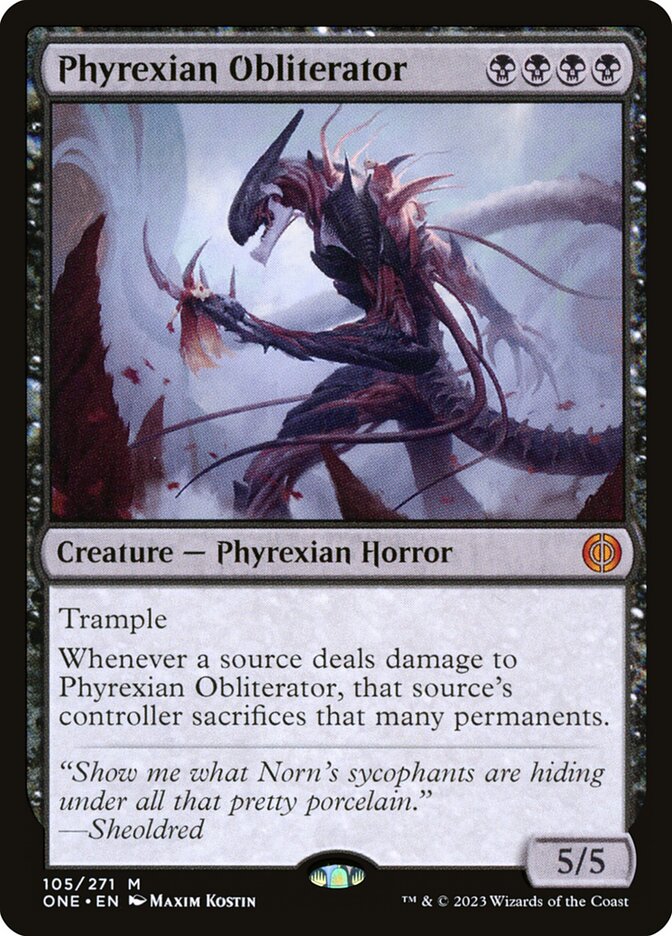 Phyrexian Obliterator
Creature — Phyrexian Horror
Trample
Whenever a source deals damage to
Phyrexian Obliterator, that source's
controller sacrifices that many permanents.
“Show me what Norn's sycophants are hiding
under all that pretty porcelain.”
—Sheoldred
5/5
105/271 M
ONE • EN Maxim Kostin
™ & © 2023 Wizards of the Coast